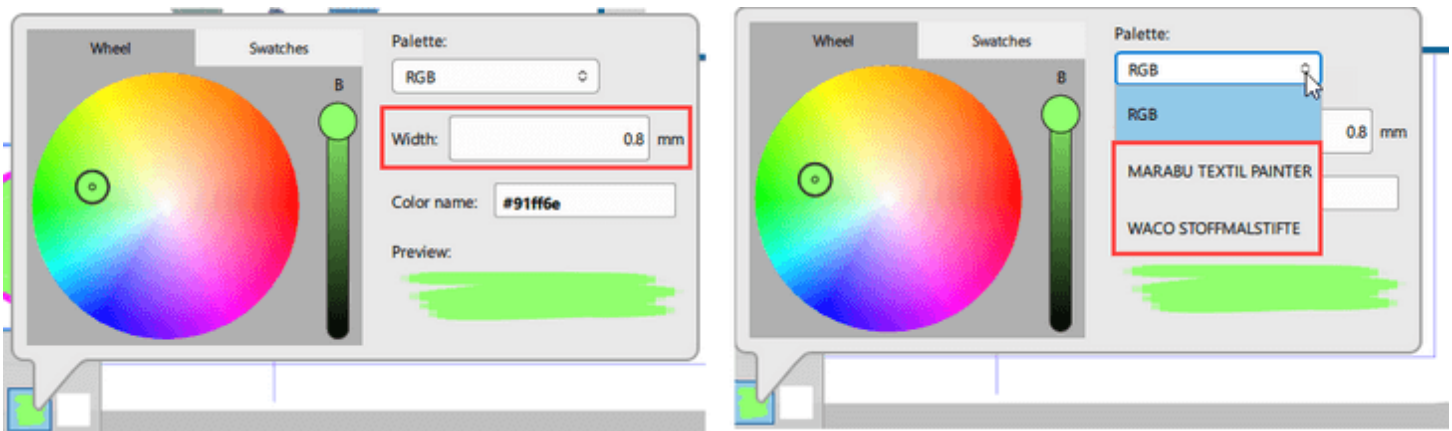 Wheel
Swatches
B
Palette:
RGB
Width:
0.8 mm
Color name:
#91ff6e
Preview:
Wheel
Swatches
B
Palette:
RGB
RGB
0.8 mm
MARABU TEXTIL PAINTER
WACO STOFFMALSTIFTE